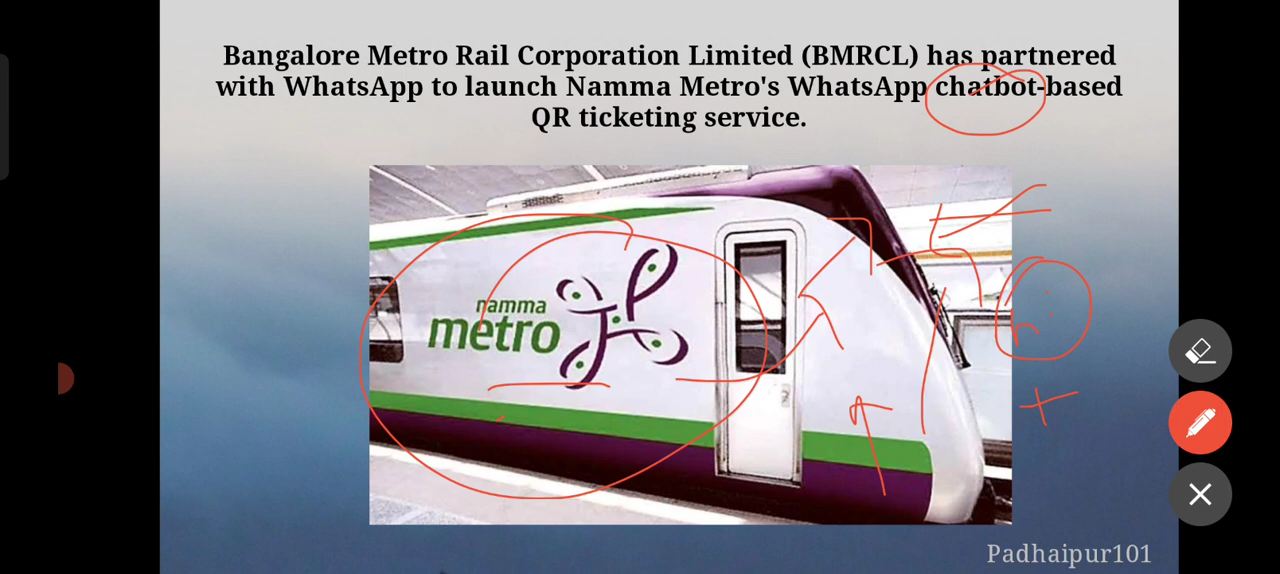 Bangalore Metro Rail Corporation Limited (BMRCL) has partnered
with WhatsApp to launch Namma Metro's WhatsApp chatbot-based
QR ticketing service.
namma
metro
Padhaipur101